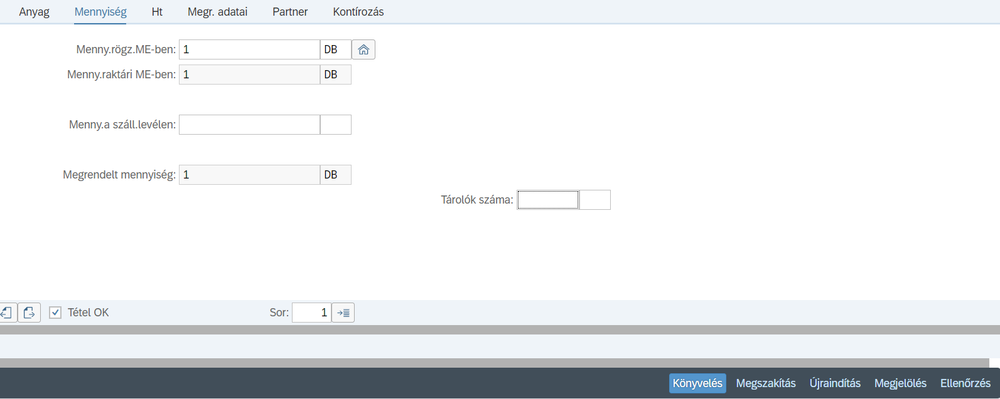 Anyag Mennyiség Ht Megr. adatai Partner Kontírozás
Menny.rögz.ME-ben: 1 DB
Menny.raktári ME-ben: 1 DB
Menny.a száll.levélen:
Megrendelt mennyiség: 1 DB
Tárolók száma:
Tétel OK Sor: 1
Könyvelés Megszakítás Újraindítás Megjelölés Ellenőrzés